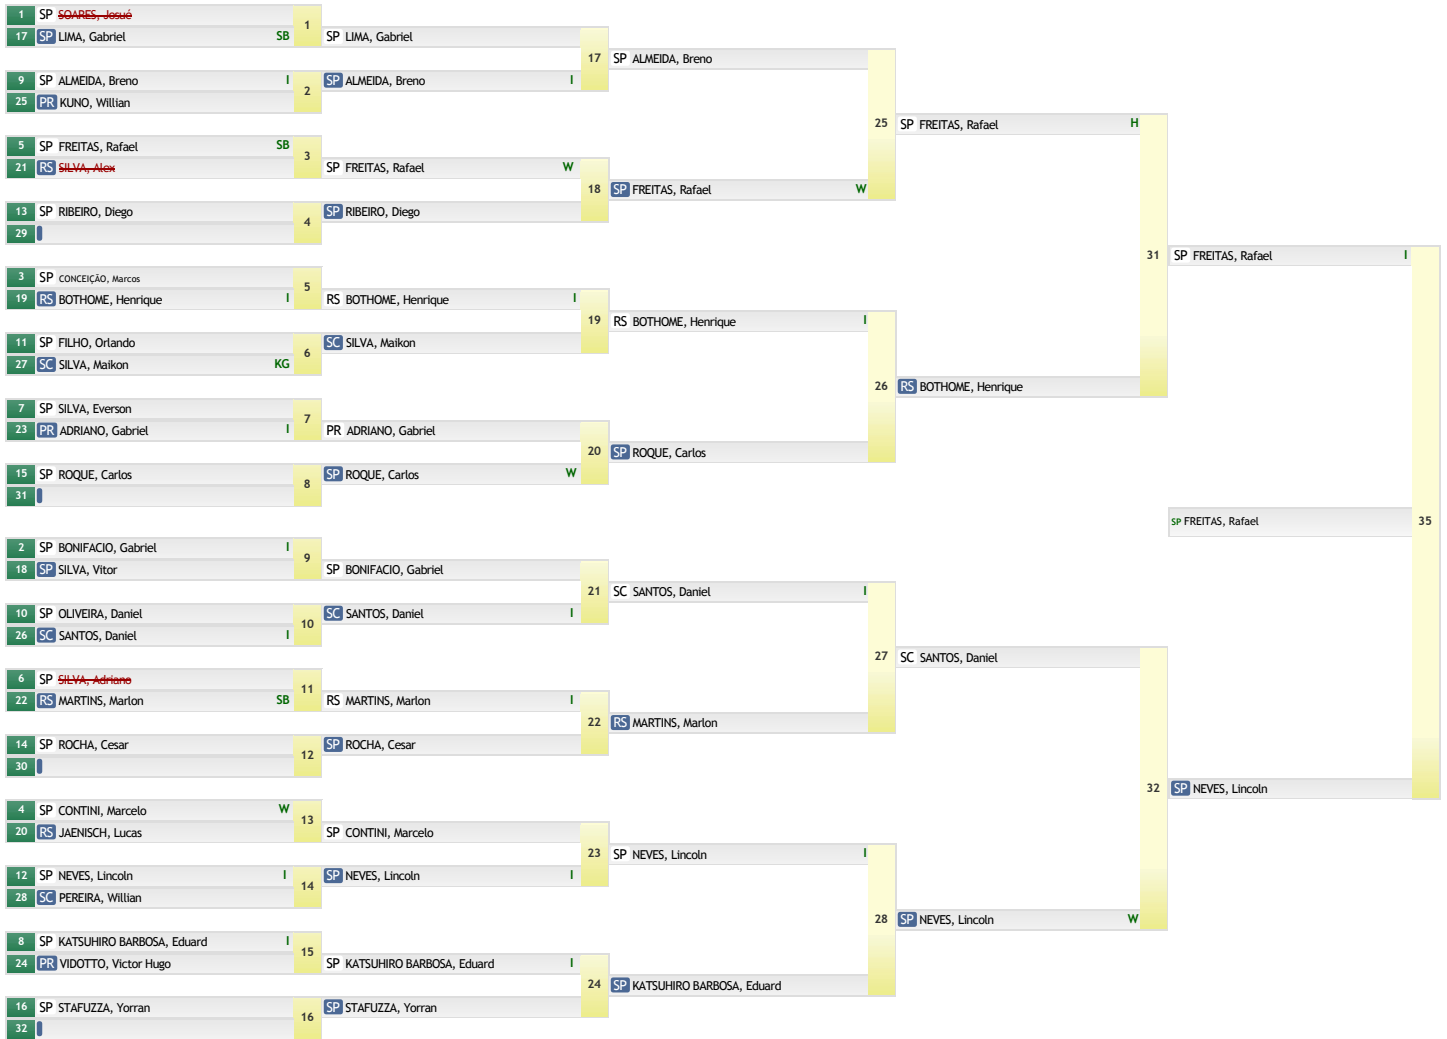 1 SP SOARES, Josué
17 SP LIMA, Gabriel SB
1
9 SP ALMEIDA, Breno I
25 PR KUNO, Willian
2
5 SP FREITAS, Rafael SB
21 RS SILVA, Alex
3
13 SP RIBEIRO, Diego
29
4
3 SP CONCEIÇÃO, Marcos
19 RS BOTHOME, Henrique I
5
11 SP FILHO, Orlando
27 SC SILVA, Maikon KG
6
7 SP SILVA, Everson
23 PR ADRIANO, Gabriel I
7
15 SP ROQUE, Carlos
31
8
2 SP BONIFACIO, Gabriel I
18 SP SILVA, Vitor
9
10 SP OLIVEIRA, Daniel
26 SC SANTOS, Daniel I
10
6 SP SILVA, Adriano
22 RS MARTINS, Marlon SB
11
14 SP ROCHA, Cesar
30
12
4 SP CONTINI, Marcelo W
20 RS JAENISCH, Lucas
13
12 SP NEVES, Lincoln I
28 SC PEREIRA, Willian
14
8 SP KATSUHIRO BARBOSA, Eduard I
24 PR VIDOTTO, Victor Hugo
15
16 SP STAFUZZA, Yorran
32
16
SP LIMA, Gabriel
SP ALMEIDA, Breno I
17
SP FREITAS, Rafael W
SP RIBEIRO, Diego
18
RS BOTHOME, Henrique I
SC SILVA, Maikon
19
PR ADRIANO, Gabriel
SP ROQUE, Carlos W
20
SP BONIFACIO, Gabriel
SC SANTOS, Daniel I
21
RS MARTINS, Marlon I
SP ROCHA, Cesar
22
SP CONTINI, Marcelo
SP NEVES, Lincoln I
23
SP KATSUHIRO BARBOSA, Eduard I
SP STAFUZZA, Yorran
24
SP ALMEIDA, Breno
SP FREITAS, Rafael W
25
RS BOTHOME, Henrique I
SP ROQUE, Carlos
26
SC SANTOS, Daniel I
RS MARTINS, Marlon
27
SP NEVES, Lincoln I
SP KATSUHIRO BARBOSA, Eduard
28
SP FREITAS, Rafael H
RS BOTHOME, Henrique
31
SC SANTOS, Daniel
SP NEVES, Lincoln W
32
SP FREITAS, Rafael I
SP NEVES, Lincoln
35
SP FREITAS, Rafael